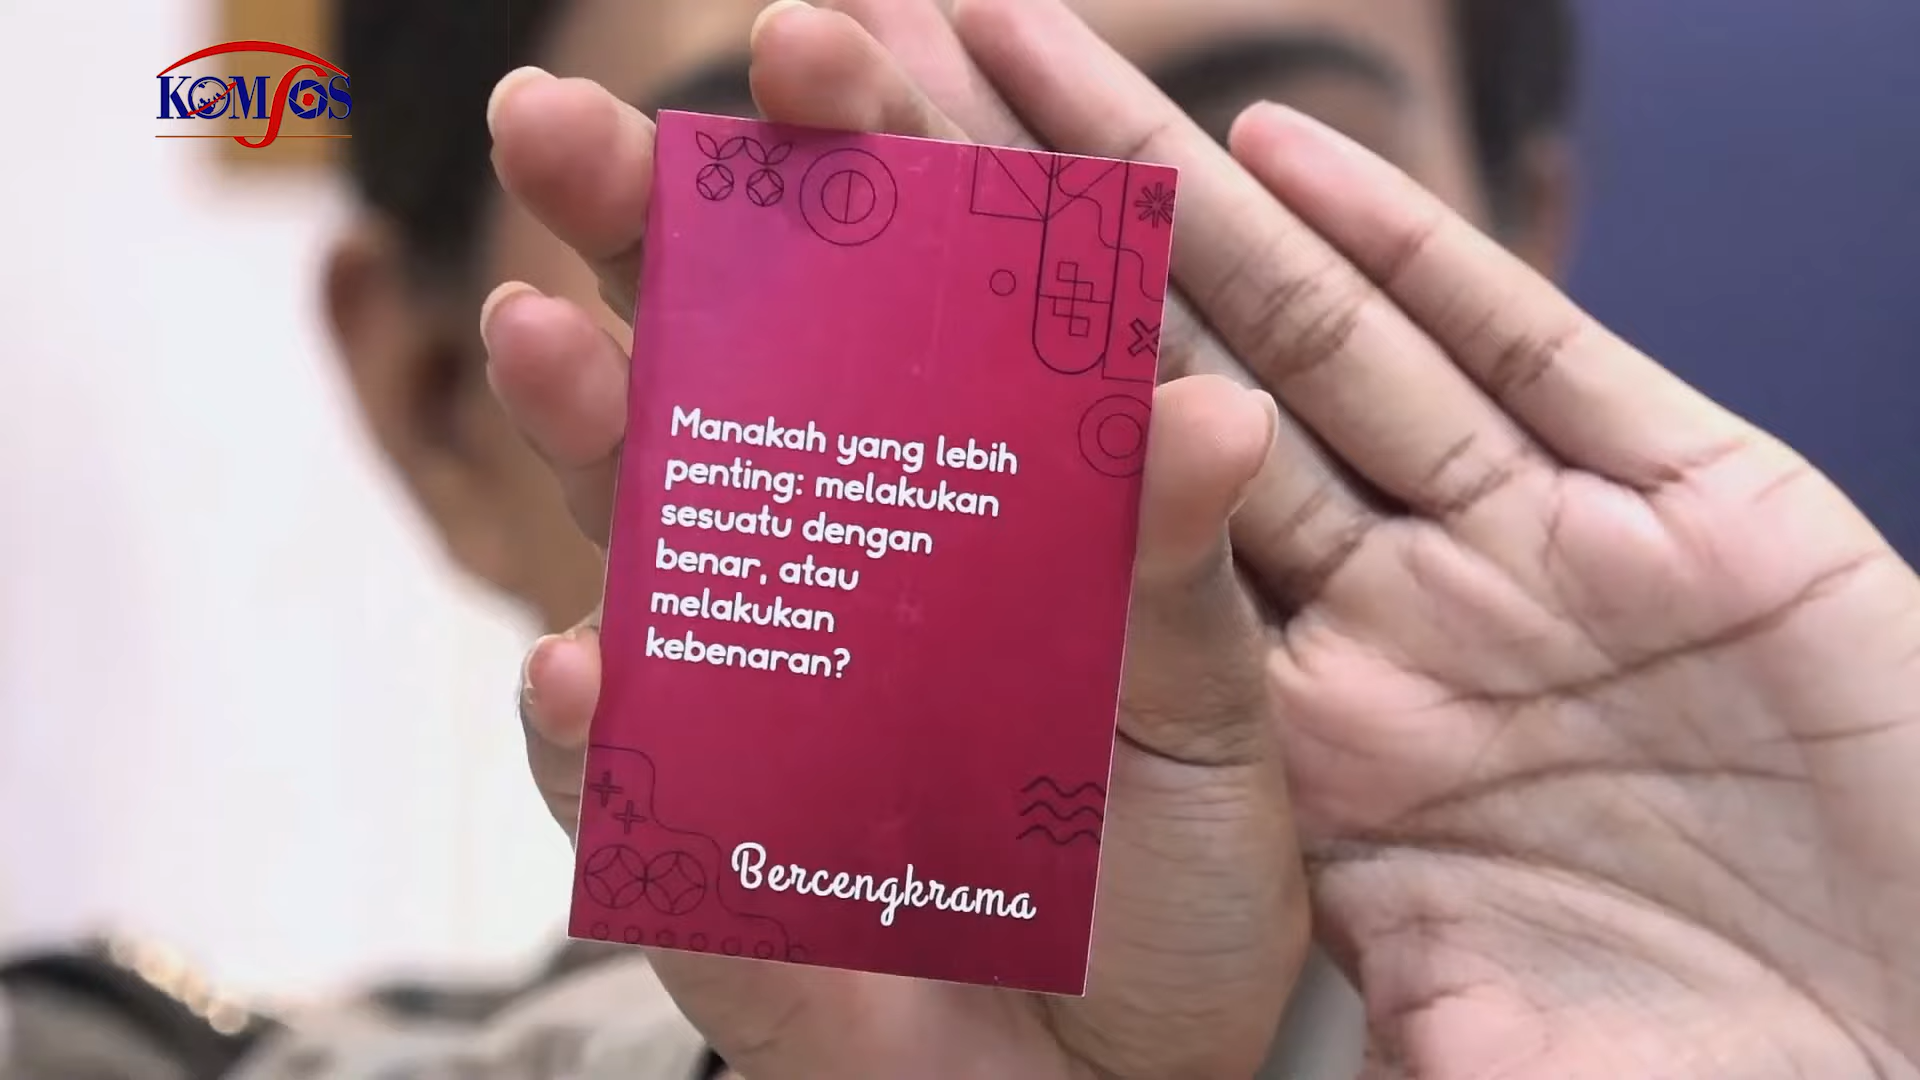 KOMSOS
Manakah yang lebih
penting: melakukan
sesuatu dengan
benar, atau
melakukan
kebenaran?
Bercengkrama